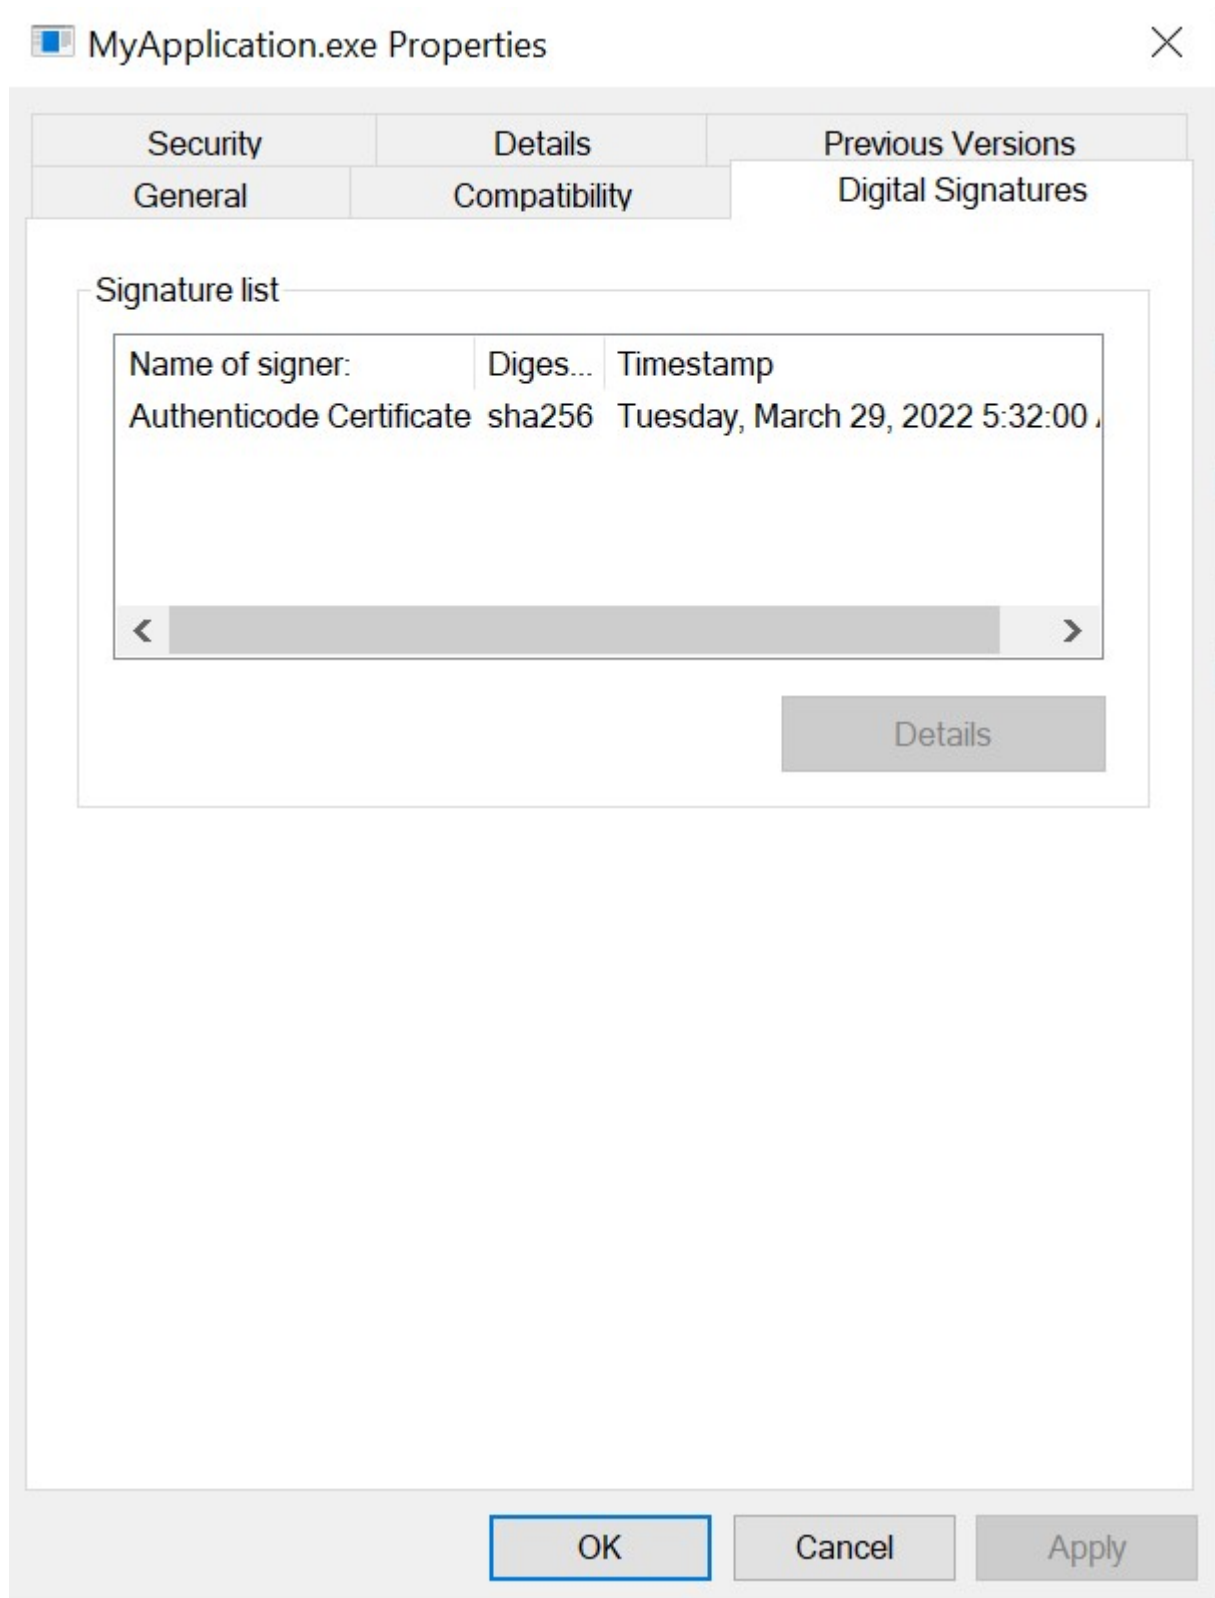 MyApplication.exe Properties
Security Details Previous Versions
General Compatibility Digital Signatures
Signature list
Name of signer: Diges... Timestamp
Authenticode Certificate sha256 Tuesday, March 29, 2022 5:32:00
Details
OK Cancel Apply